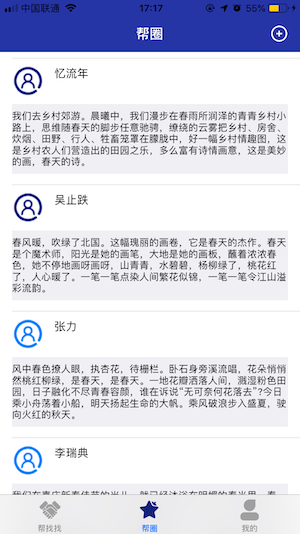 中国联通
17:17
55%
帮圈
忆流年
我们去乡村郊游。晨曦中，我们漫步在春雨所润泽的青青乡村小
路上，思维随春天的脚步任意驰骋，缭绕的云雾把乡村、房舍、
炊烟、田野、行人、牲畜笼罩在朦胧中，好一幅乡村情趣图，这
是乡村农人们营造出的田园之乐，多么富有诗情画意，这是美妙
的画，春天的诗。
吴止跌
春风暖，吹绿了北国。这幅瑰丽的画卷，它是春天的杰作。春天
是个魔术师，阳光是她的画笔，大地是她的画板，蘸着浓浓春
色，她不停地画呀画呀，山青青，水碧碧，杨柳绿了，桃花红
了，人心暖了。一笔一笔点染人间繁花似锦，一笔一笔令江山溢
彩流韵。
张力
风中春色撩人眼，执杏花，待栅栏。卧石身旁溪流唱，花朵悄悄
然桃红柳绿，是春天，是春天。一地花瓣洒落人间，溅湿粉色田
园，日子融化不尽青春容颜，谁在诉说“无可奈何花落去”?今日
乘小舟荡着小船，明天扬起生命的大帆。乘风破浪步入盛夏，驶
向火红的秋天。
李瑞典
帮找找
帮圈
我的